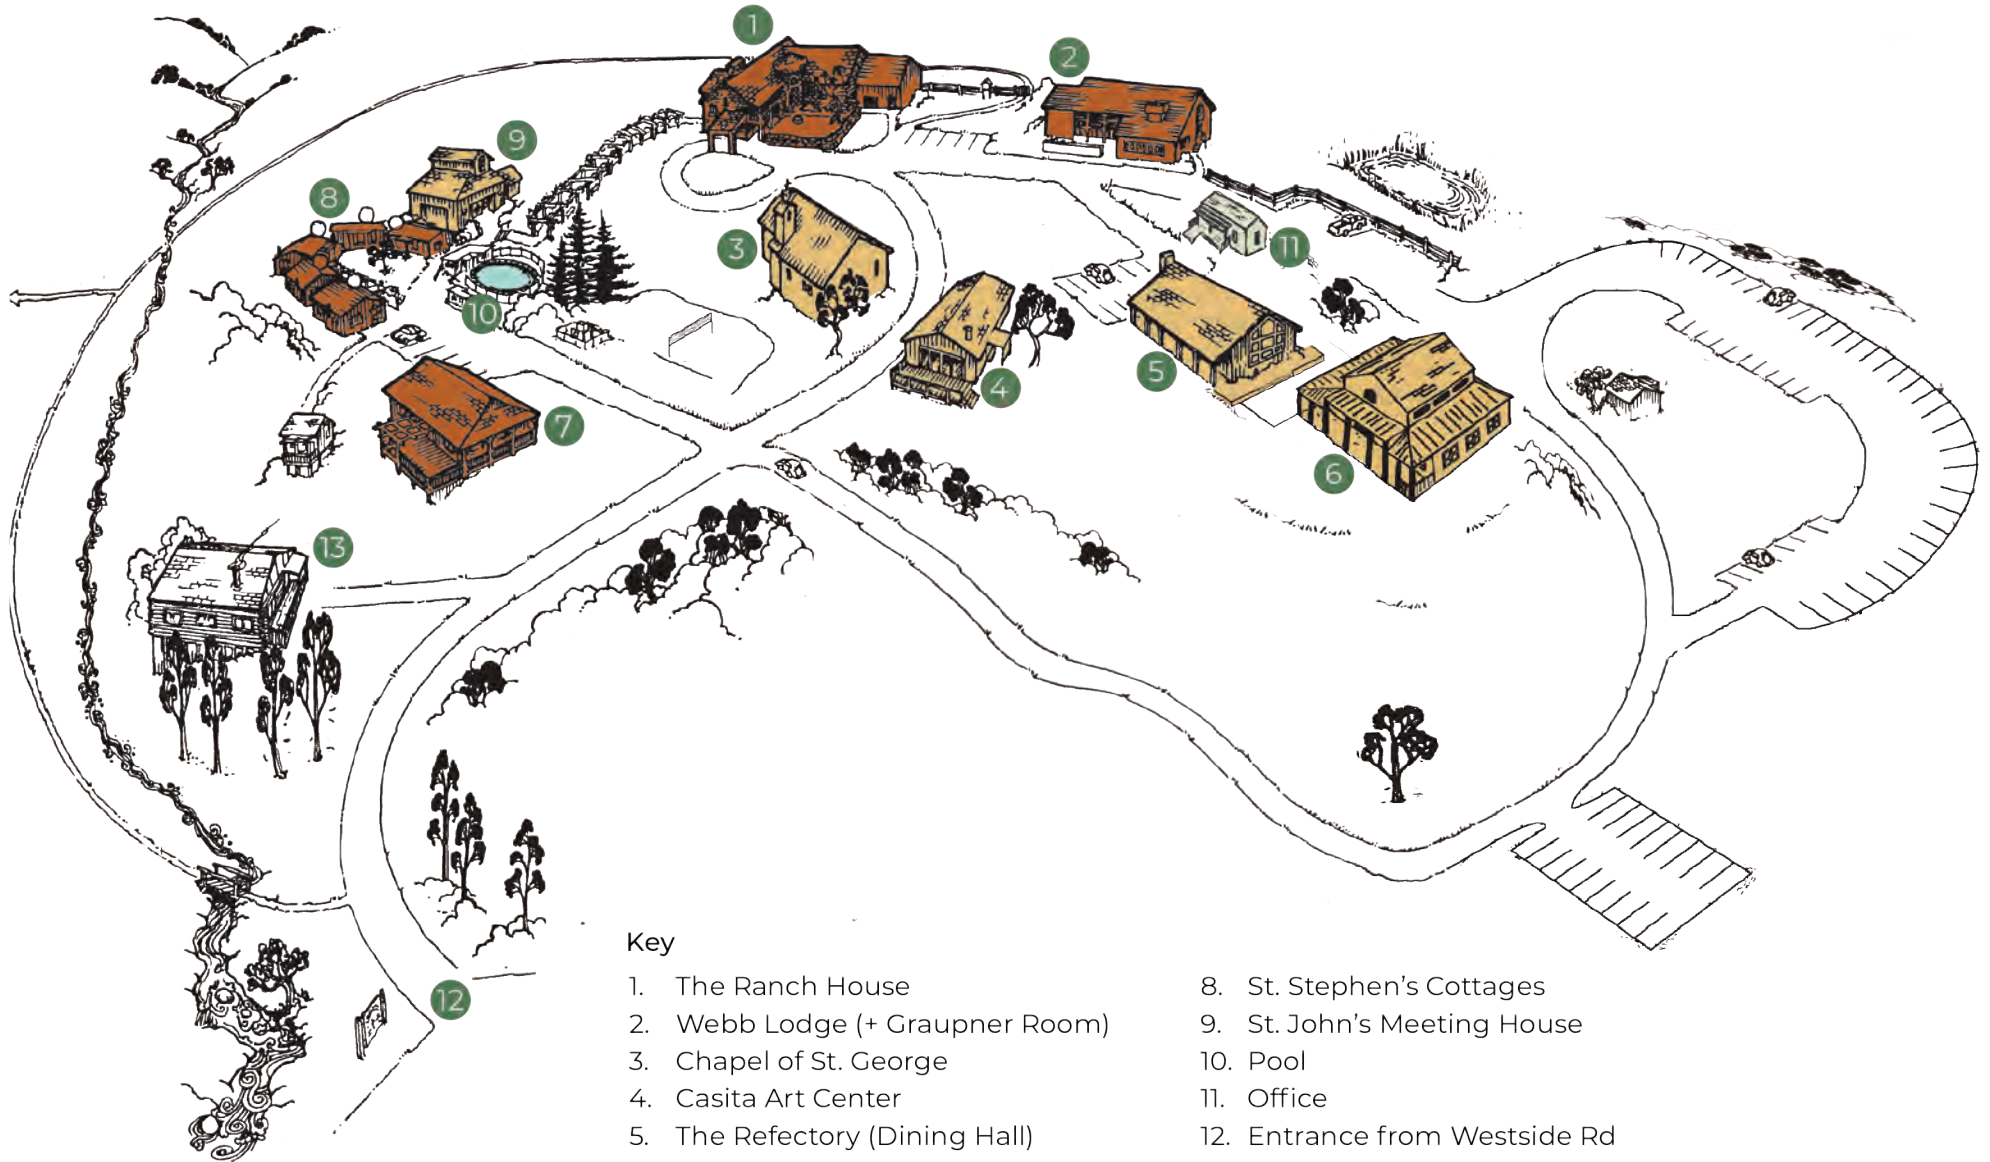 1
2
9
8
3
11
10
5
4
7
6
13
12
Key
1. The Ranch House
2. Webb Lodge (+ Graupner Room)
3. Chapel of St. George
4. Casita Art Center
5. The Refectory (Dining Hall)
8. St. Stephen’s Cottages
9. St. John’s Meeting House
10. Pool
11. Office
12. Entrance from Westside Rd